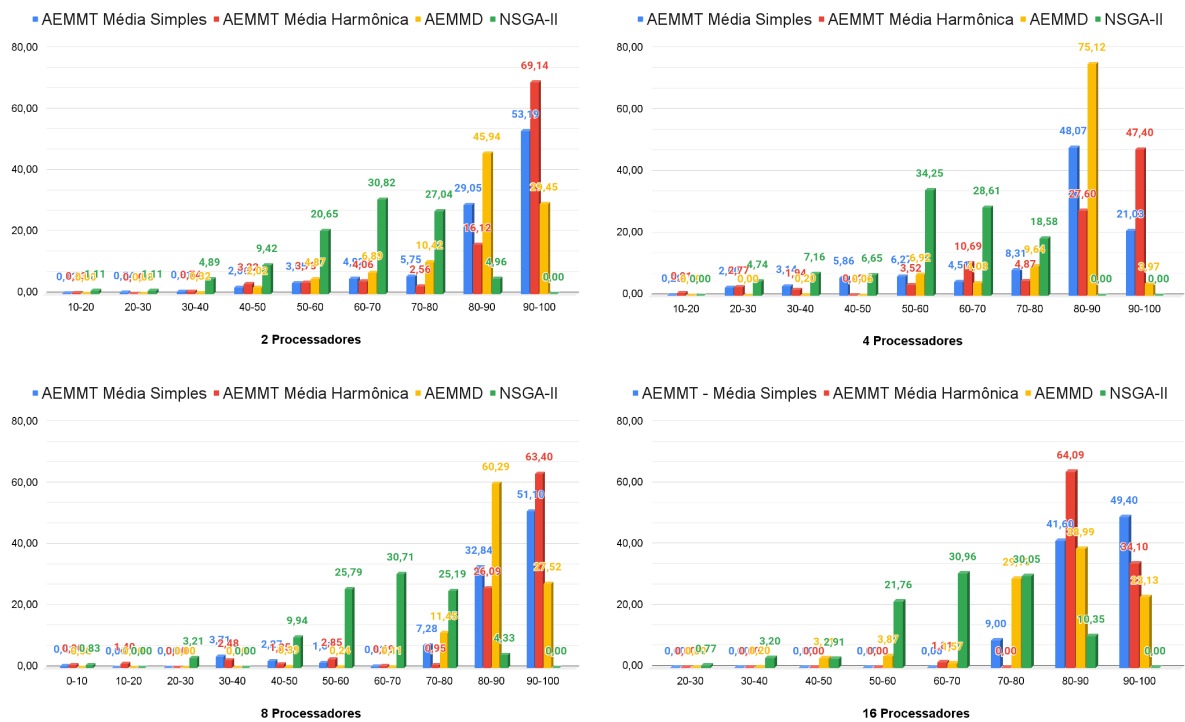 AEMMT Média Simples AEMMT Média Harmônica AEMMD NSGA-II
80,00
60,00
40,00
20,00
0,00
1,11 1,11 4,89 9,42 20,65 30,82 5,75 2,56 10,42 27,04 29,05 16,12 45,94 4,96 53,19 69,14 29,45 0,00
10-20 20-30 30-40 40-50 50-60 60-70 70-80 80-90 90-100
2 Processadores
AEMMT Média Simples AEMMT Média Harmônica AEMMD NSGA-II
80,00
60,00
40,00
20,00
0,00
0,00 4,74 7,16 5,86 6,65 6,27 3,52 6,92 34,25 10,69 28,61 8,31 4,87 9,64 18,58 48,07 27,60 75,12 0,00 21,03 47,40 3,97 0,00
20-30 10-20 30-40 40-50 50-60 60-70 70-80 80-90 90-100
4 Processadores
AEMMT Média Simples AEMMT Média Harmônica AEMMD NSGA-II
80,00
60,00
40,00
20,00
0,00
0,83 0,00 3,21 3,71 2,48 0,00 9,94 2,85 25,79 30,71 7,28 0,95 11,45 25,19 32,84 26,09 60,29 4,33 51,10 63,40 27,52 0,00
0-10 10-20 20-30 30-40 40-50 50-60 60-70 70-80 80-90 90-100
8 Processadores
AEMMT - Média Simples AEMMT Média Harmônica AEMMD NSGA-II
80,00
60,00
40,00
20,00
0,00
0,77 3,20 0,00 2,91 0,00 3,87 21,76 30,96 9,00 0,00 30,05 41,60 64,09 38,99 10,35 49,40 34,10 23,13 0,00
20-30 30-40 40-50 50-60 60-70 70-80 80-90 90-100
16 Processadores